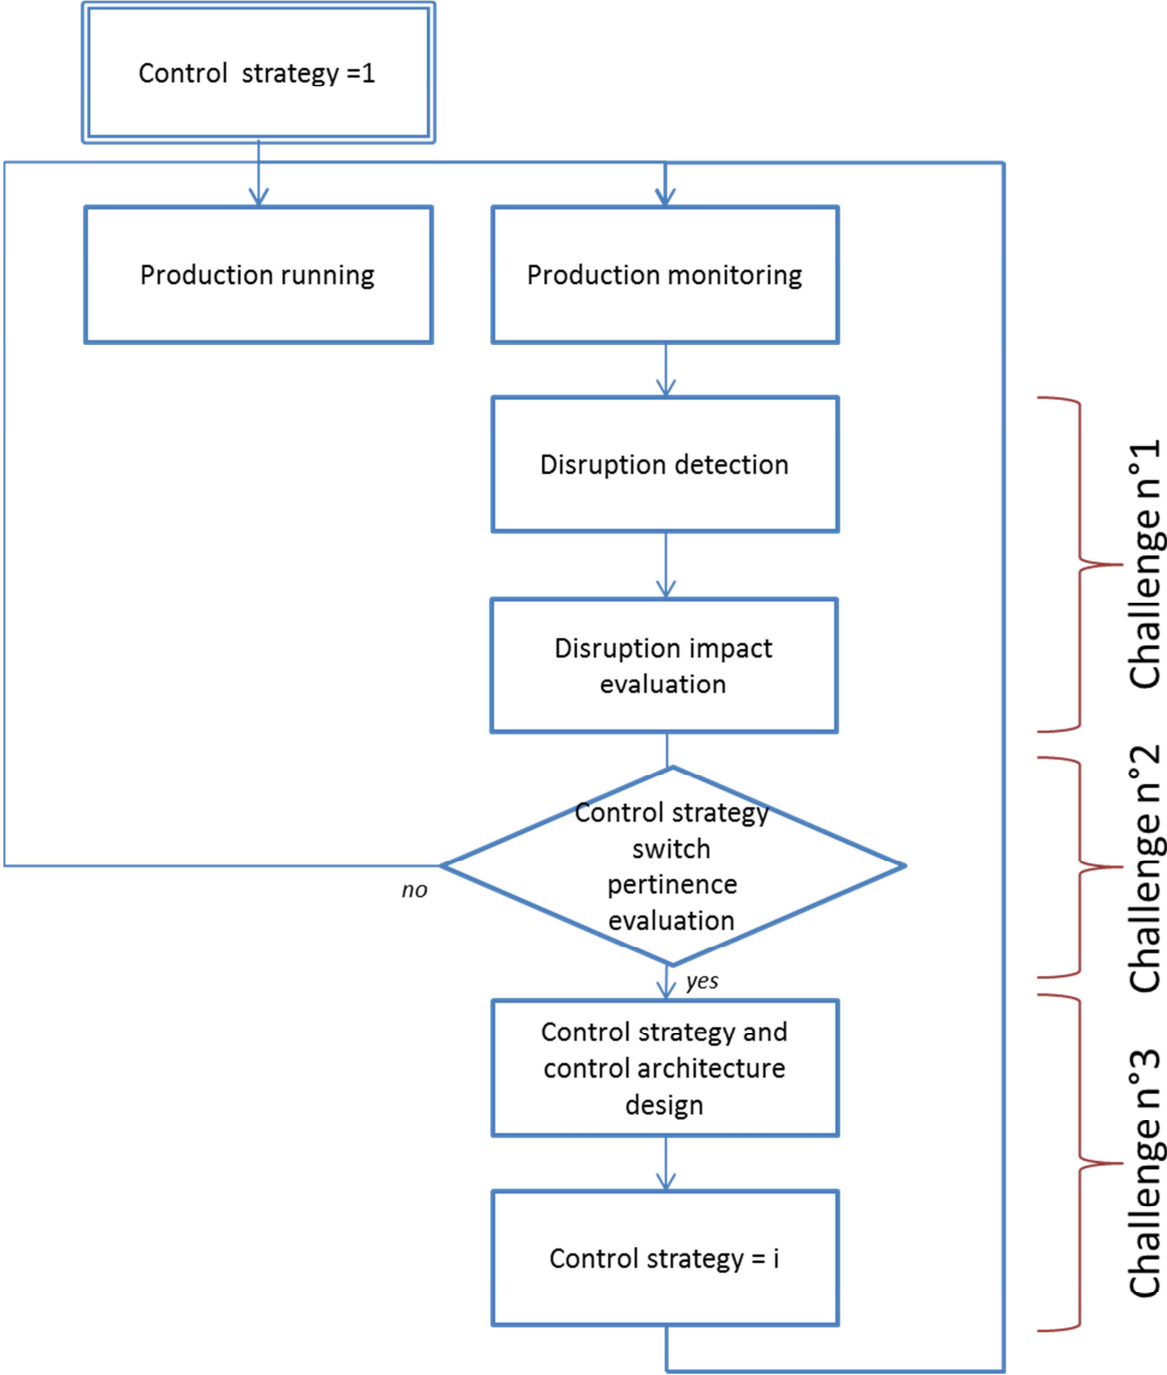 Control  strategy =1
Production running
Production monitoring
Disruption detection
Disruption impact
evaluation
Challenge n°1
Control strategy
switch
pertinence
evaluation
no
yes
Challenge n°2
Control strategy and
control architecture
design
Control strategy = i
Challenge n°3